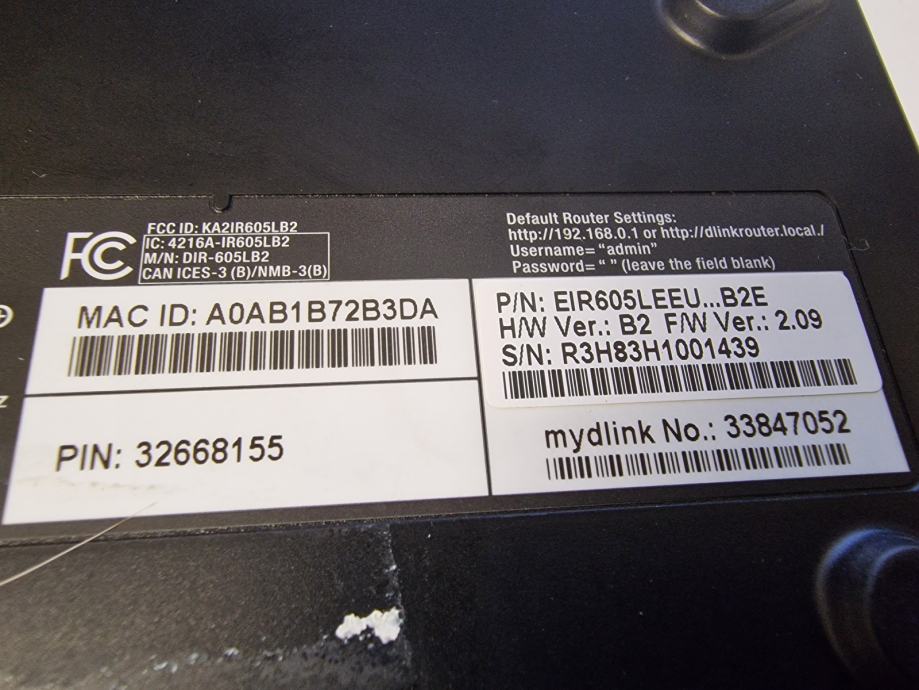 FCC
FCC ID: KA2IR605LB2
IC: 4216A-IR605LB2
M/N: DIR-605LB2
CAN ICES-3 (B)/NMB-3(B)
Default Router Settings:
http://192.168.0.1 or http://dlinkrouter.local./
Username= “admin”
Password= “ ” (leave the field blank)
MAC ID: A0AB1B72B3DA
P/N: EIR605LEEU...B2E
H/W Ver.: B2 F/W Ver.: 2.09
S/N: R3H83H1001439
PIN: 32668155
mydlink No.: 33847052